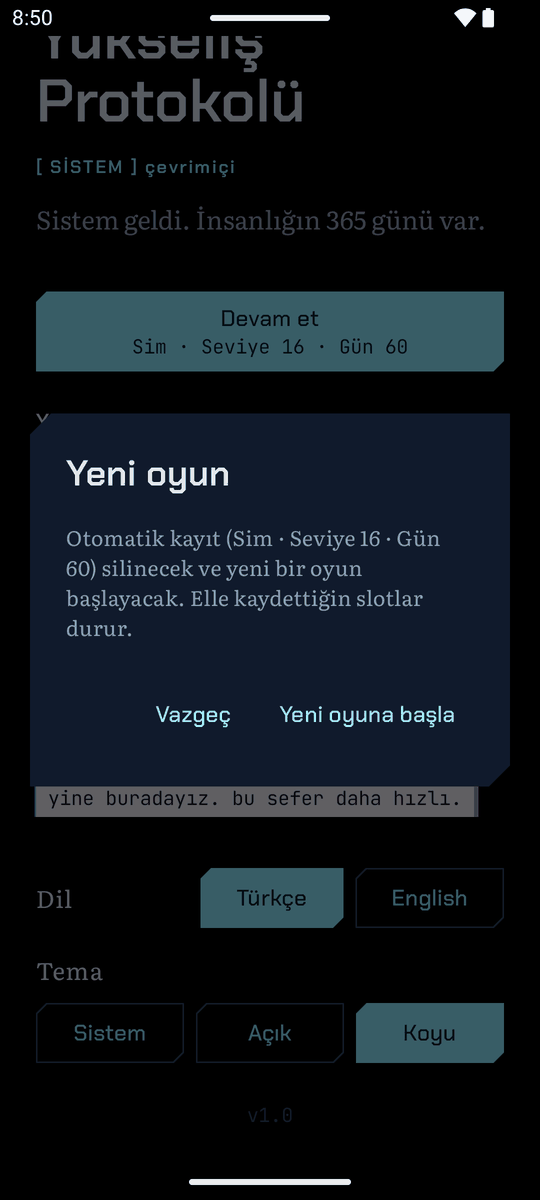 8:50
Yükseliş
Protokolü
[ SİSTEM ] çevrimiçi
Sistem geldi. İnsanlığın 365 günü var.
Devam et
Sim · Seviye 16 · Gün 60
Yeni oyun
Otomatik kayıt (Sim · Seviye 16 · Gün
60) silinecek ve yeni bir oyun
başlayacak. Elle kaydettiğin slotlar
durur.
Vazgeç Yeni oyuna başla
yine buradayız. bu sefer daha hızlı.
Dil Türkçe English
Tema
Sistem Açık Koyu
v1.0